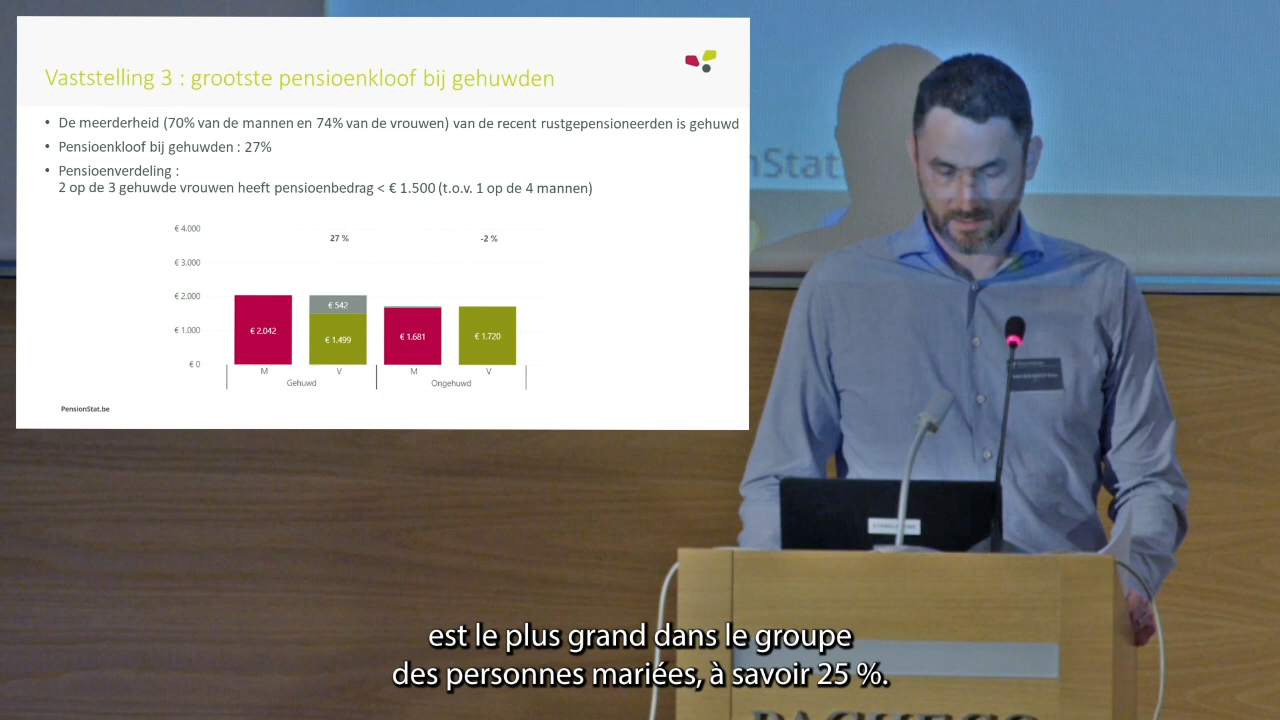 Vaststelling 3 : grootste pensioenkloof bij gehuwden
• De meerderheid (70% van de mannen en 74% van de vrouwen) van de recent rustgepensioneerden is gehuwd
• Pensioenkloof bij gehuwden : 27%
• Pensioenverdeling :
2 op de 3 gehuwde vrouwen heeft pensioenbedrag < € 1.500 (t.o.v. 1 op de 4 mannen)
€ 4.000
27 %
-2 %
€ 3.000
€ 2.000
€ 542
€ 2.042
€ 1.499
€ 1.681
€ 1.720
€ 1.000
€ 0
M
V
M
V
Gehuwd
Ongehuwd
PensionStat.be
nStat
est le plus grand dans le groupe
des personnes mariées, à savoir 25 %.
PACHECO